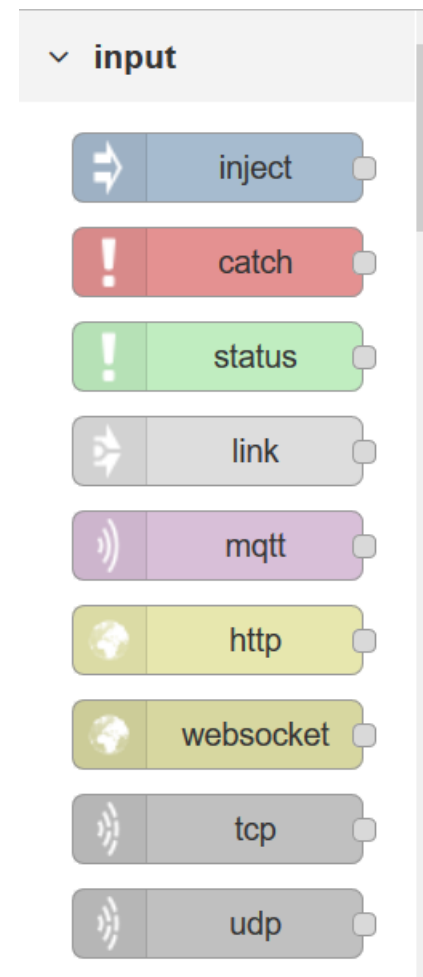 input
inject
catch
status
link
mqtt
http
websocket
tcp
udp